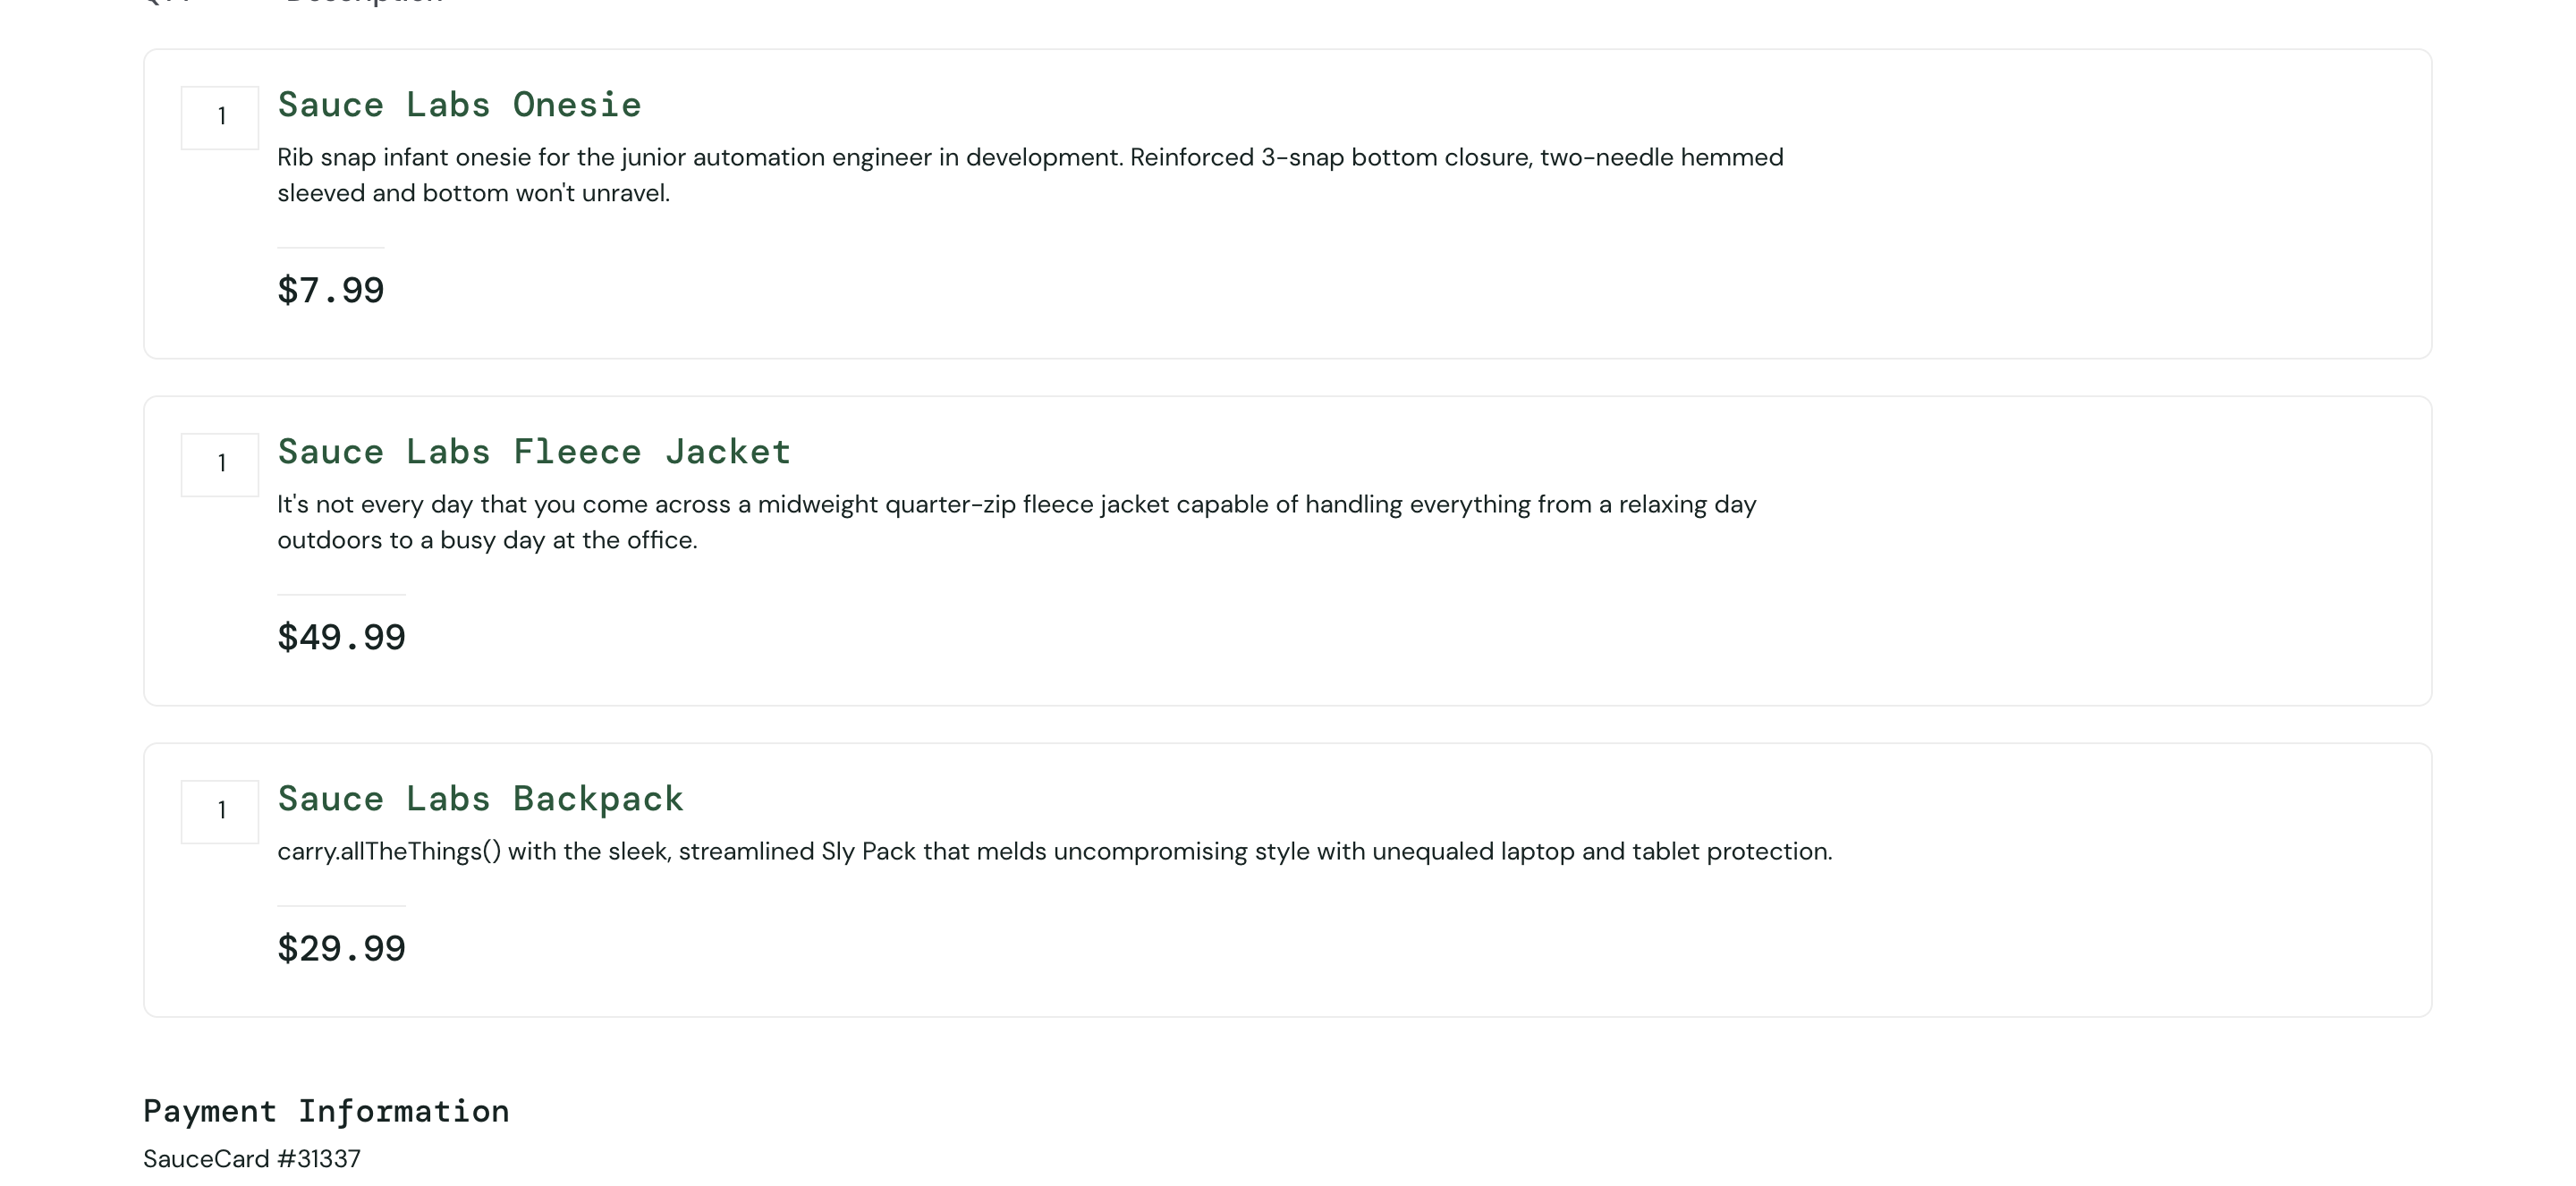 QTY Description
1
Sauce Labs Onesie
Rib snap infant onesie for the junior automation engineer in development. Reinforced 3-snap bottom closure, two-needle hemmed
sleeved and bottom won't unravel.
$7.99
1
Sauce Labs Fleece Jacket
It's not every day that you come across a midweight quarter-zip fleece jacket capable of handling everything from a relaxing day
outdoors to a busy day at the office.
$49.99
1
Sauce Labs Backpack
carry.allTheThings() with the sleek, streamlined Sly Pack that melds uncompromising style with unequaled laptop and tablet protection.
$29.99
Payment Information
SauceCard #31337